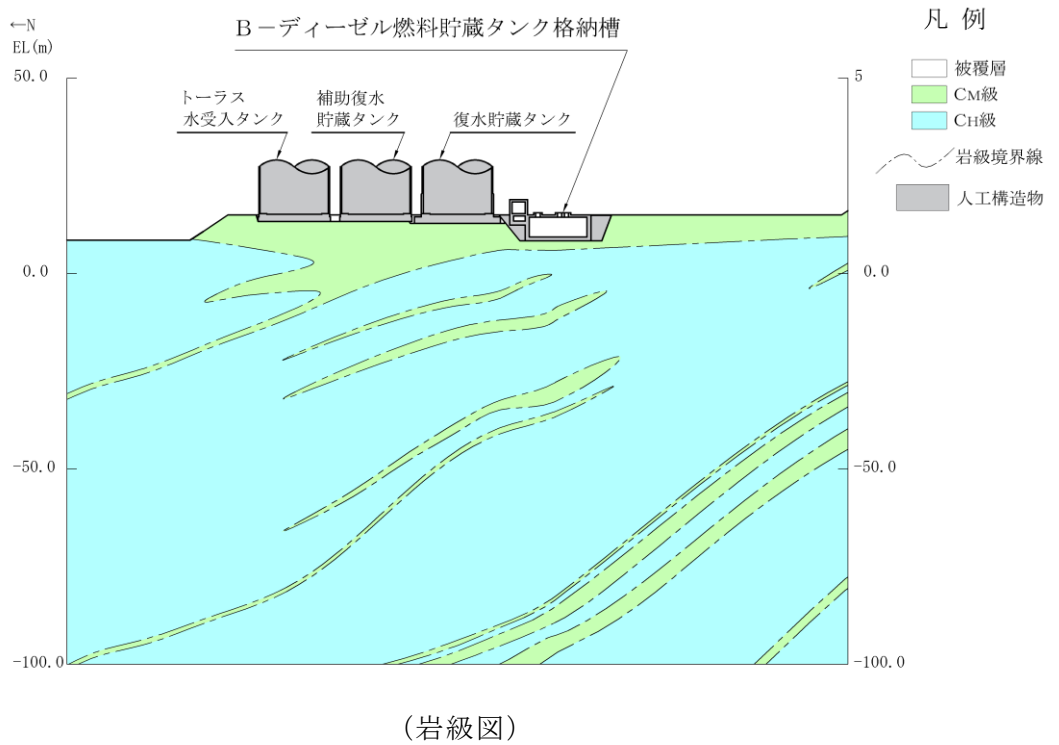 ←N
EL(m)
50.0
0.0
-50.0
-100.0
B-ディーゼル燃料貯蔵タンク格納槽
トーラス
水受入タンク
補助復水
貯蔵タンク
復水貯蔵タンク
5
0.0
-50.0
-100.0
凡 例
被覆層
CM級
CH級
岩級境界線
人工構造物
(岩級図)